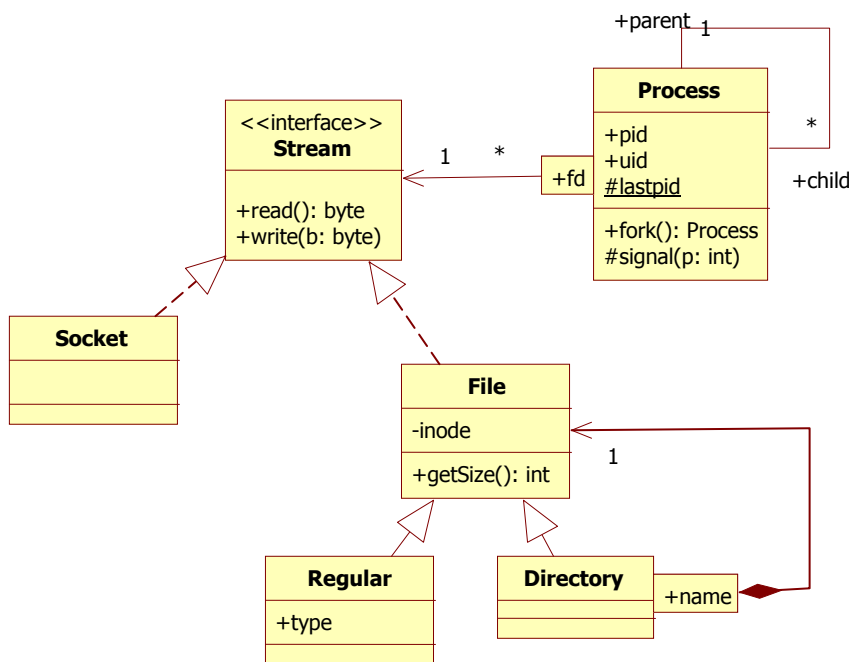 +parent 1
Process
+pid
+uid
#lastpid
+fork(): Process
#signal(p: int)
*
+child
<<interface>>
Stream
+read(): byte
+write(b: byte)
1
*
+fd
Socket
File
-inode
+getSize(): int
1
Regular
+type
Directory
+name